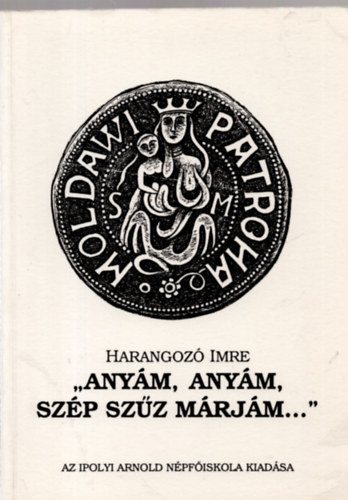 MOLDAWI PATROHA
S M
HARANGOZÓ IMRE
„ANYÁM, ANYÁM,
SZÉP SZŰZ MÁRJÁM...”
AZ IPOLYI ARNOLD NÉPFŐISKOLA KIADÁSA